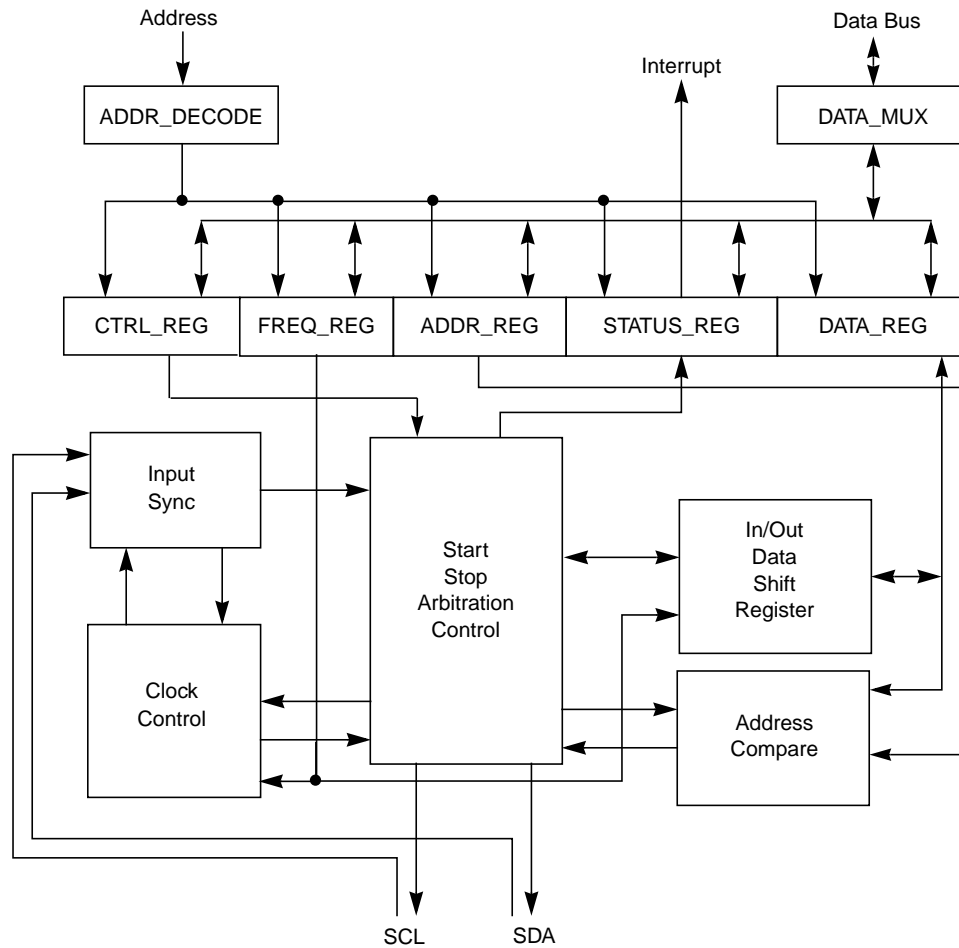 Address
Data Bus
Interrupt
ADDR_DECODE
DATA_MUX
CTRL_REG
FREQ_REG
ADDR_REG
STATUS_REG
DATA_REG
Input
Sync
Start
Stop
Arbitration
Control
In/Out
Data
Shift
Register
Clock
Control
Address
Compare
SCL
SDA